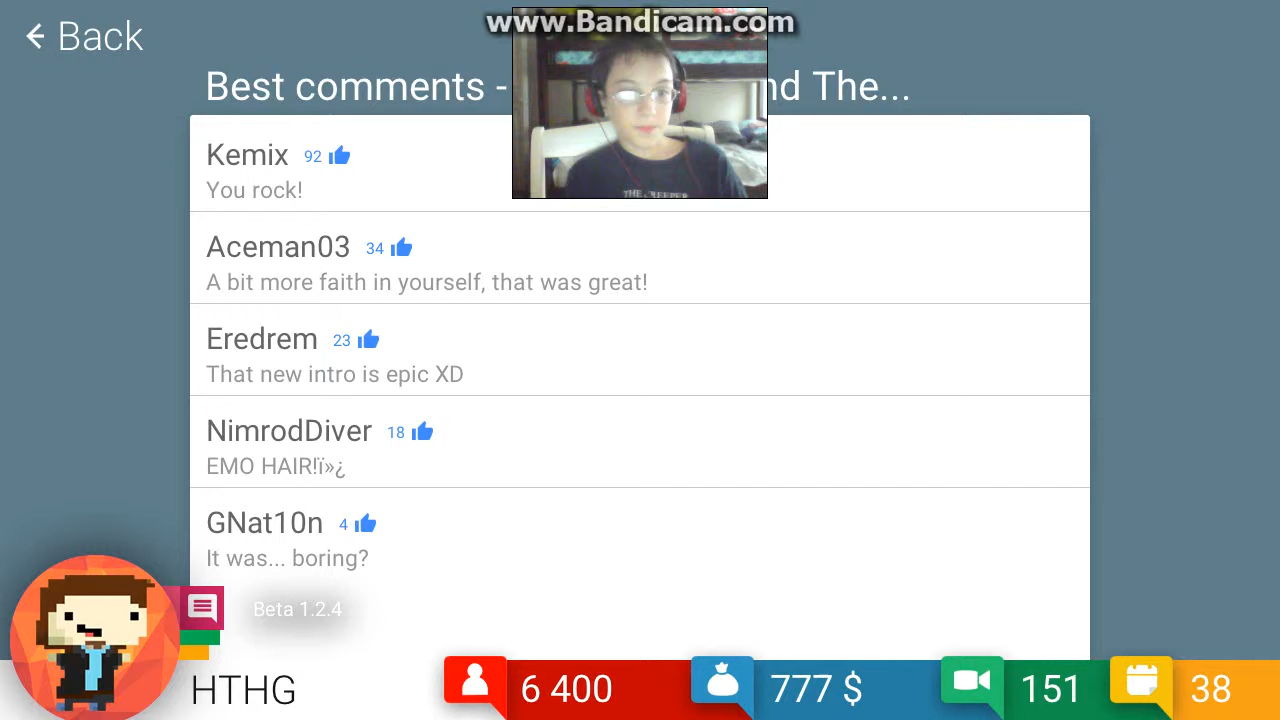 www.Bandicam.com
Back
Best comments - nd The...
Kemix 92
You rock!
THE CREEPER
Aceman03 34
A bit more faith in yourself, that was great!
Eredrem 23
That new intro is epic XD
NimrodDiver 18
EMO HAIR!ï»¿
GNat10n 4
It was... boring?
Beta 1.2.4
HTHG
6 400
777 $
151
38